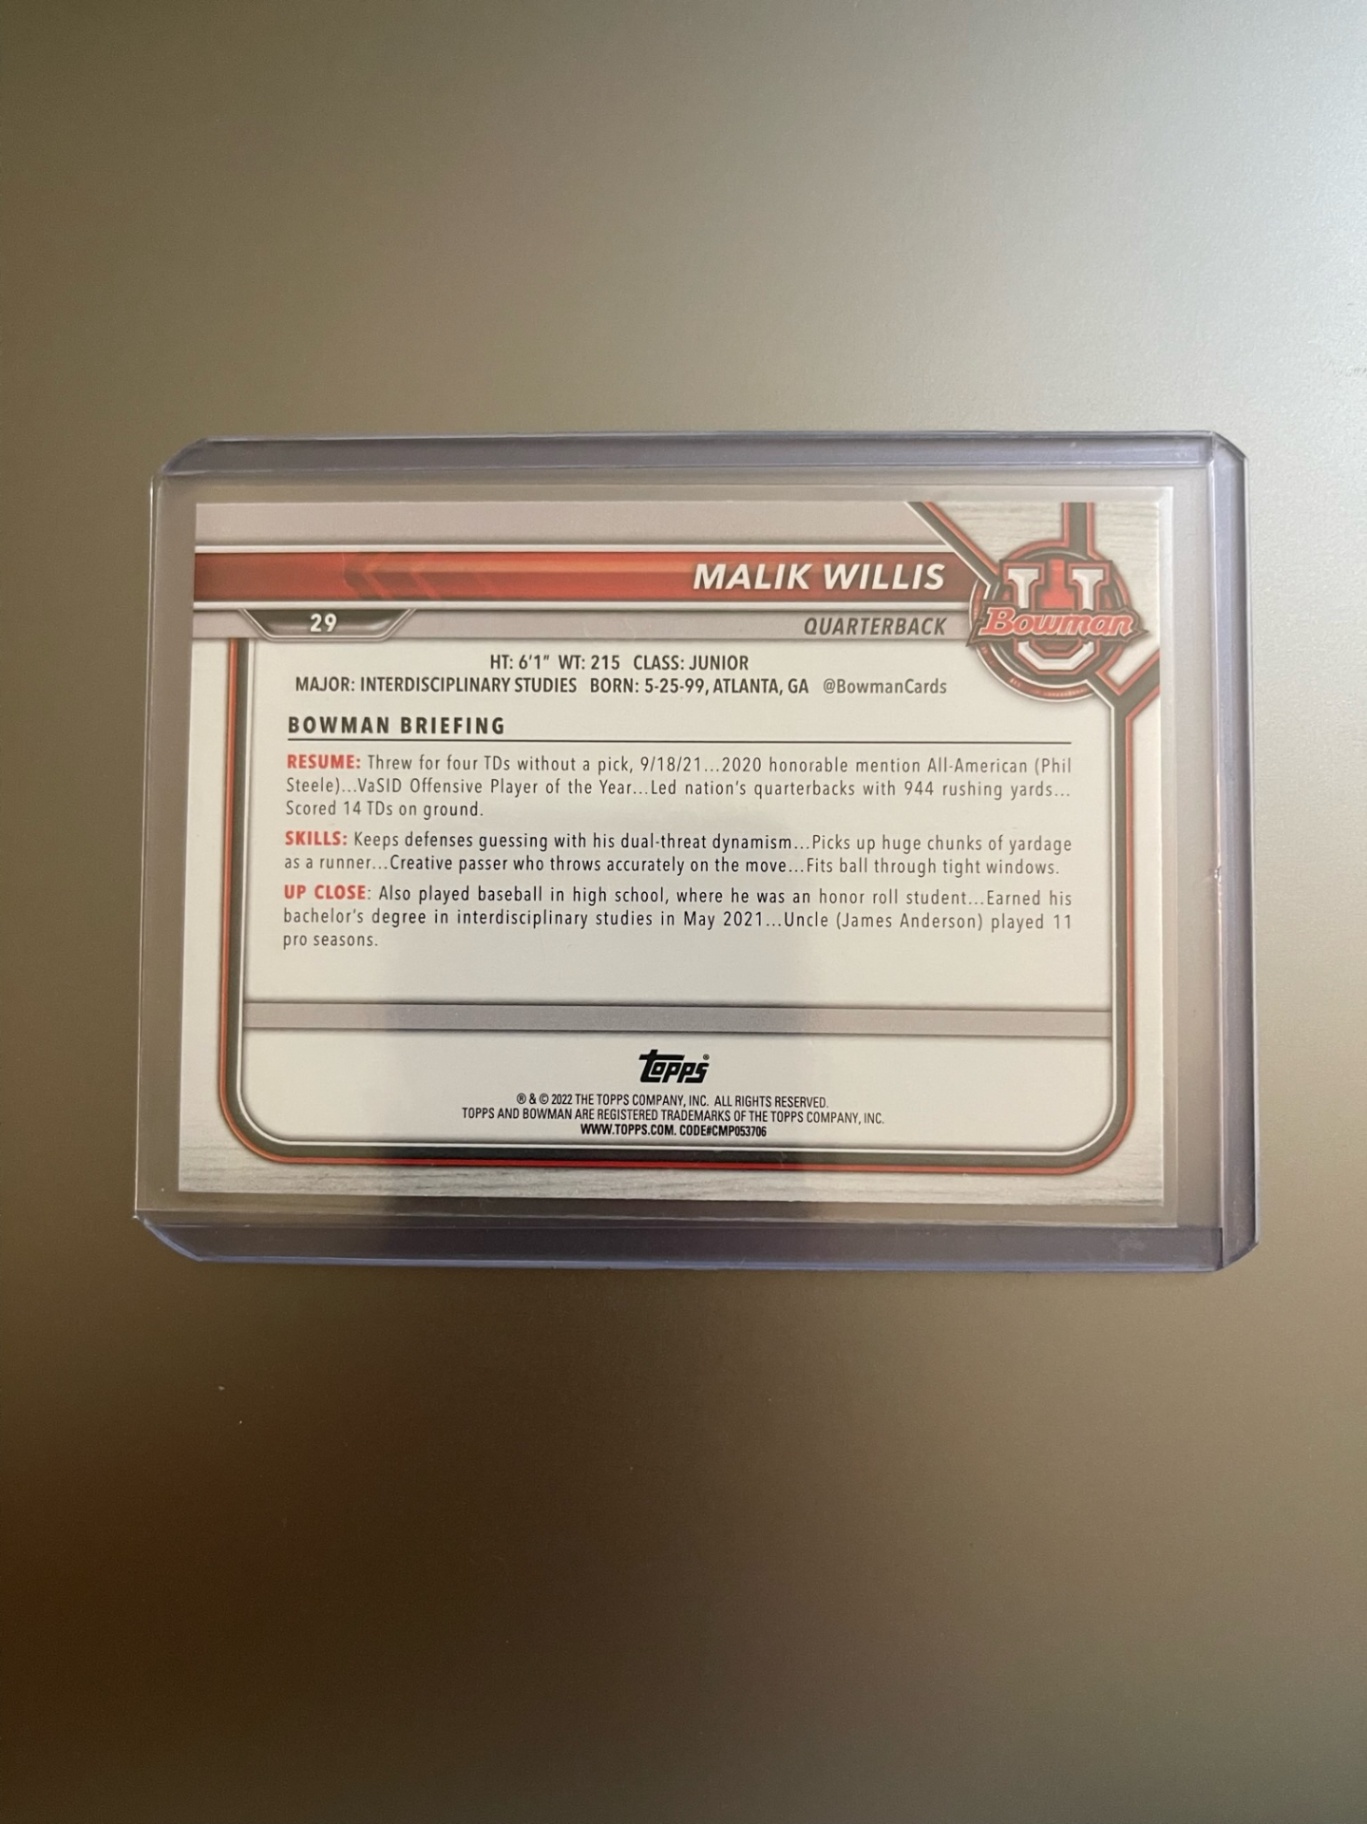 MALIK WILLIS
U
Bowman
29
QUARTERBACK
HT: 6'1" WT: 215 CLASS: JUNIOR
MAJOR: INTERDISCIPLINARY STUDIES BORN: 5-25-99, ATLANTA, GA @BowmanCards
BOWMAN BRIEFING
RESUME: Threw for four TDs without a pick, 9/18/21...2020 honorable mention All-American (Phil
Steele)...VaSID Offensive Player of the Year...Led nation's quarterbacks with 944 rushing yards...
Scored 14 TDs on ground.
SKILLS: Keeps defenses guessing with his dual-threat dynamism...Picks up huge chunks of yardage
as a runner...Creative passer who throws accurately on the move...Fits ball through tight windows.
UP CLOSE: Also played baseball in high school, where he was an honor roll student...Earned his
bachelor's degree in interdisciplinary studies in May 2021...Uncle (James Anderson) played 11
pro seasons.
Topps®
® & © 2022 THE TOPPS COMPANY, INC. ALL RIGHTS RESERVED.
TOPPS AND BOWMAN ARE REGISTERED TRADEMARKS OF THE TOPPS COMPANY, INC.
WWW.TOPPS.COM. CODE#CMP053706